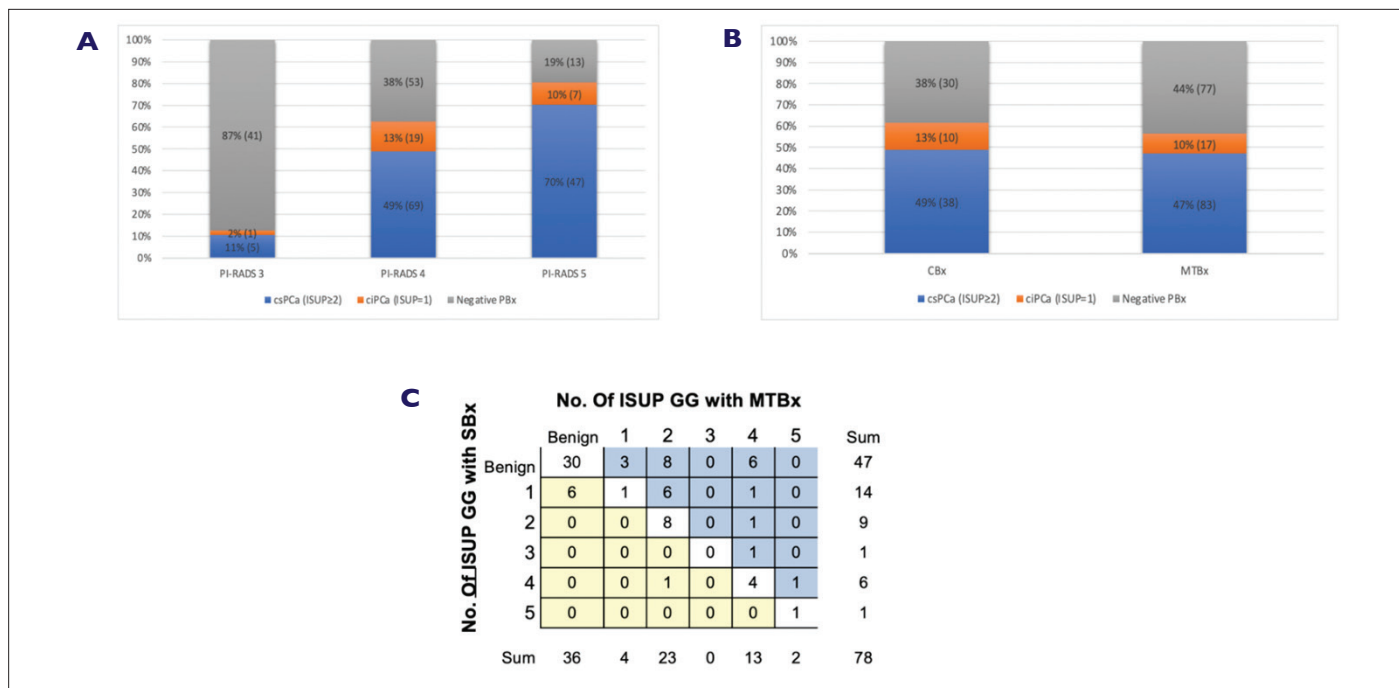 A
100%
90%
80%
70%
60%
50%
40%
30%
20%
10%
0%
87% (41)
2% (1)
11% (5)
38% (53)
13% (19)
49% (69)
19% (13)
10% (7)
70% (47)
PI-RADS 3 PI-RADS 4 PI-RADS 5
csPCa (ISUP≥2) ciPCa (ISUP=1) Negative PBx
B
100%
90%
80%
70%
60%
50%
40%
30%
20%
10%
0%
38% (30)
13% (10)
49% (38)
44% (77)
10% (17)
47% (83)
CBx MTBx
csPCa (ISUP≥2) ciPCa (ISUP=1) Negative PBx
C
No. Of ISUP GG with MTBx
No. Of ISUP GG with SBx
Benign 1 2 3 4 5 Sum
Benign 30 3 8 0 6 0 47
1 6 1 6 0 1 0 14
2 0 0 8 0 1 0 9
3 0 0 0 0 1 0 1
4 0 0 1 0 4 1 6
5 0 0 0 0 0 1 1
Sum 36 4 23 0 13 2 78